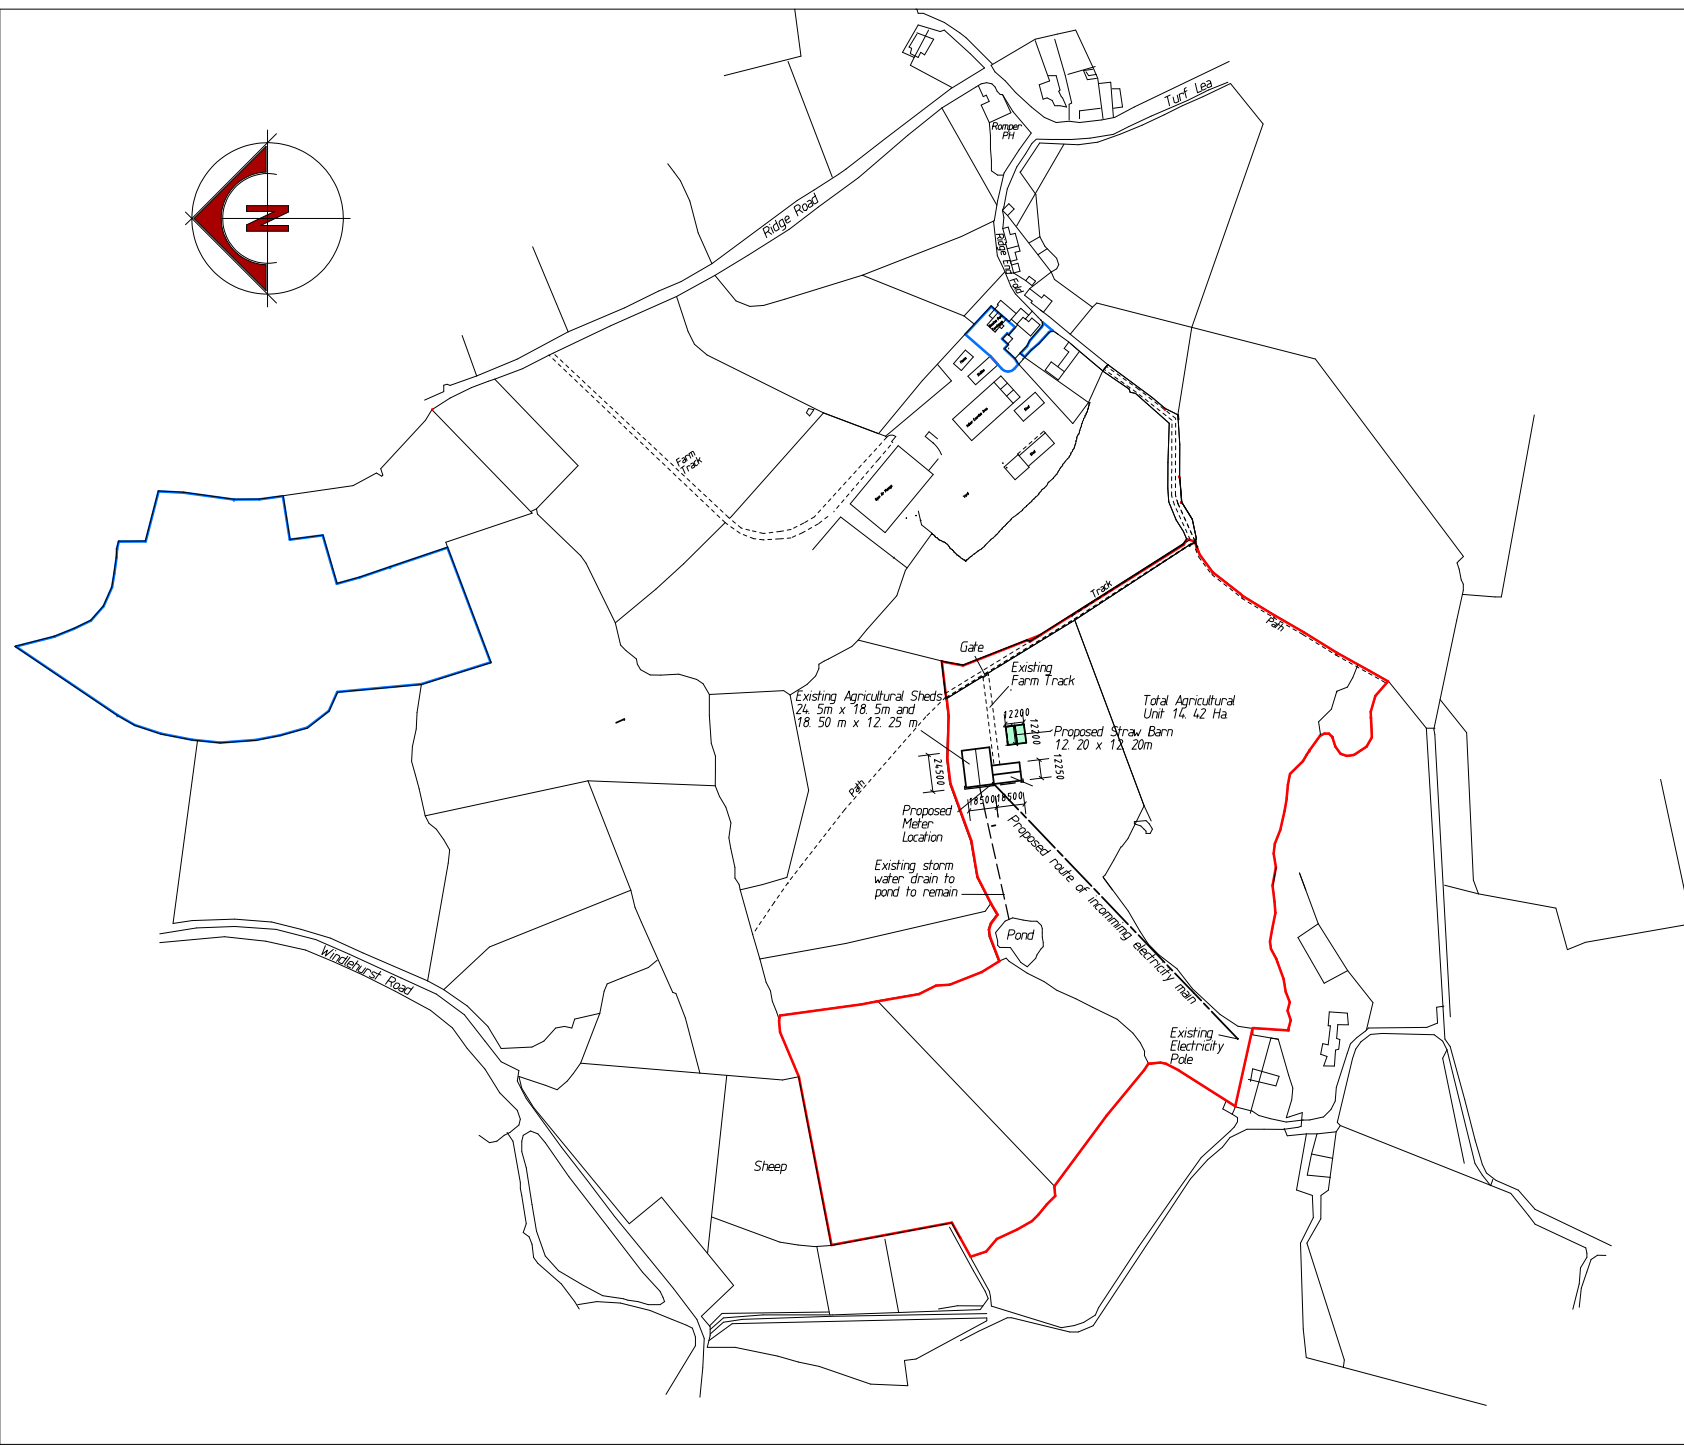 Turf Lea
Romper
PH
Ridge Road
N
Ridge End Fold
Farm
Track
Track
Path
Gate
Existing
Farm Track
Existing Agricultural Sheds
24. 5m x 18. 5m and
18. 50 m x 12. 25 m
Total Agricultural
Unit 14. 42 Ha.
12200
12200
Proposed Straw Barn
12. 20 x 12. 20m
24500
12250
18500
18500
Path
Proposed
Meter
Location
Proposed route of incomming electricity main
Existing storm
water drain to
pond to remain
Pond
Windlehurst Road
Existing
Electricity
Pole
Sheep